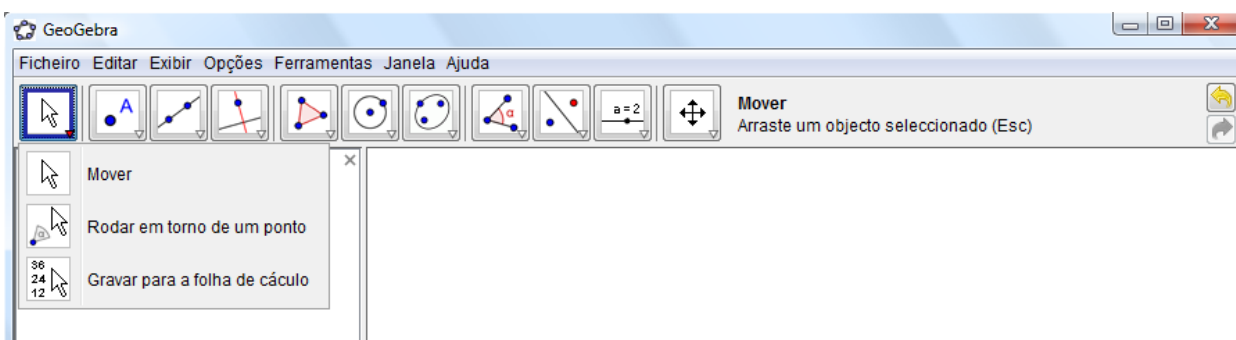 GeoGebra
Ficheiro Editar Exibir Opções Ferramentas Janela Ajuda
A
α
a = 2
Mover
Arraste um objecto seleccionado (Esc)
Mover
α
Rodar em torno de um ponto
36
24
12
Gravar para a folha de cáculo